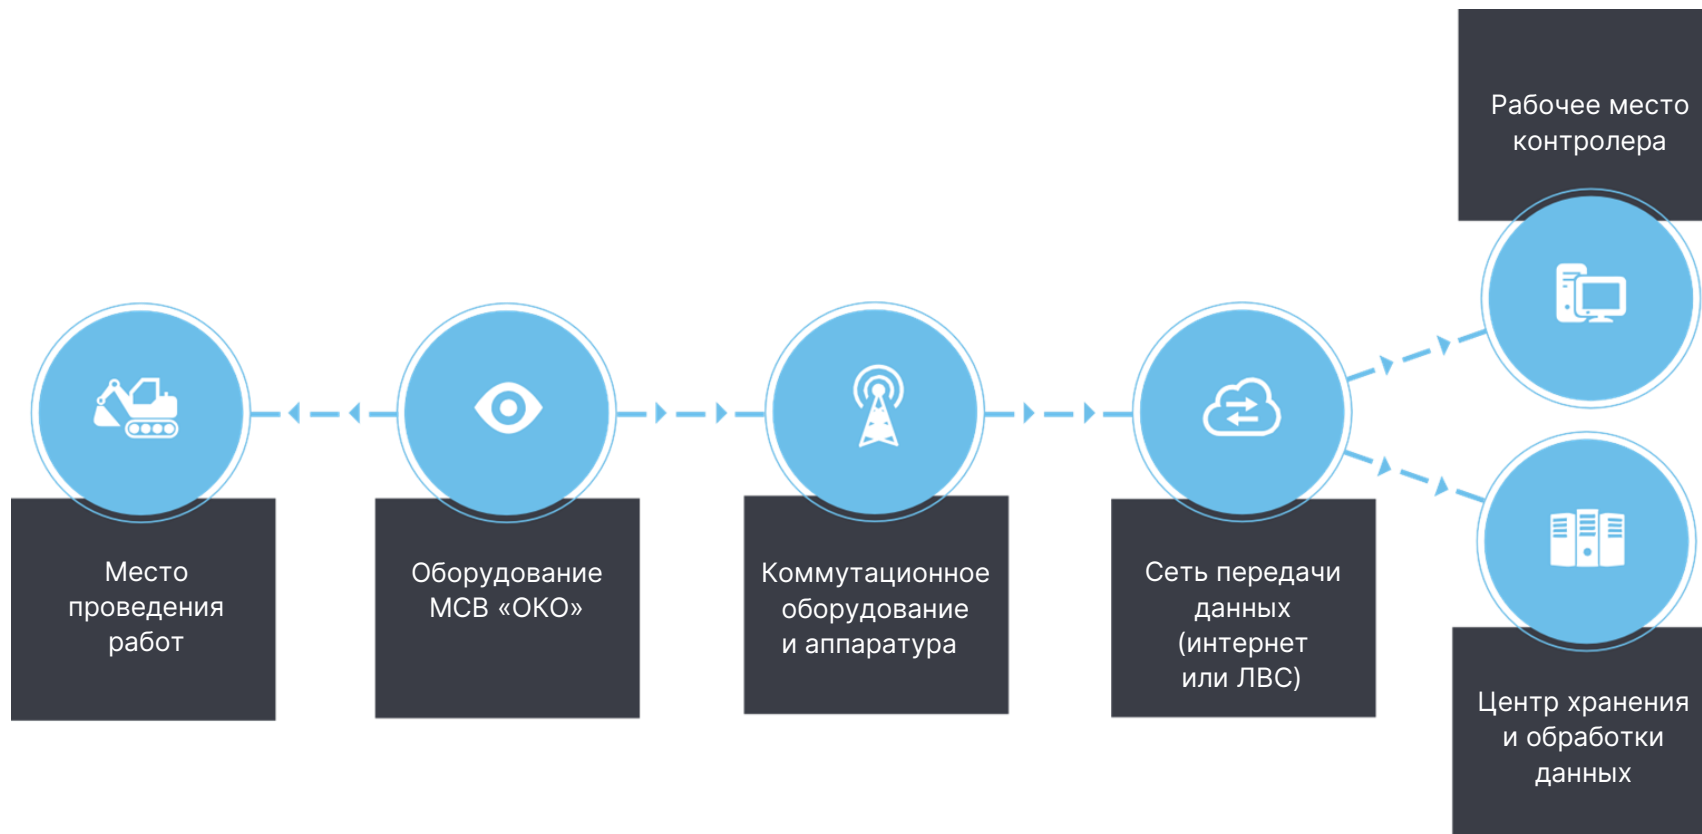 Рабочее место
контролера
Место
проведения
работ
Оборудование
МСВ «ОКО»
Коммутационное
оборудование
и аппаратура
Сеть передачи
данных
(интернет
или ЛВС)
Центр хранения
и обработки
данных